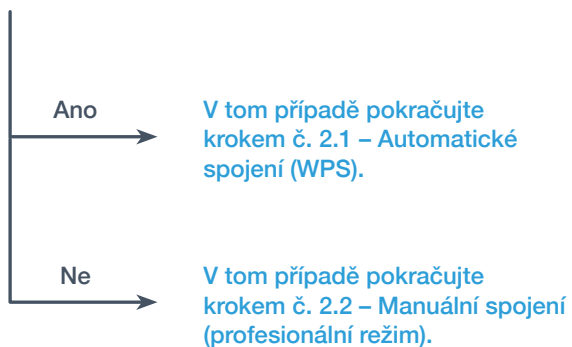 Ano
V tom případě pokračujte
krokem č. 2.1 – Automatické
spojení (WPS).
Ne
V tom případě pokračujte
krokem č. 2.2 – Manuální spojení
(profesionální režim).